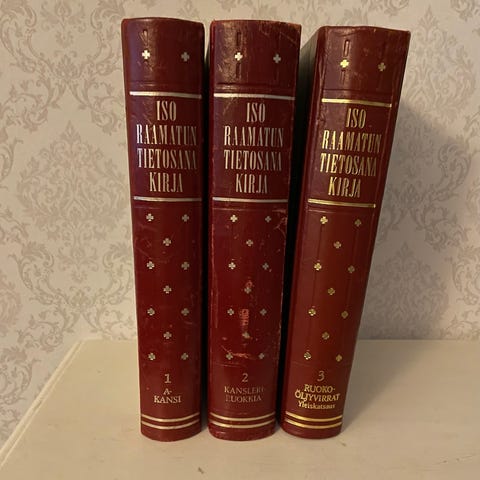 ISO
RAAMATUN
TIETOSANA
KIRJA
1
A-
KANSI
ISO
RAAMATUN
TIETOSANA
KIRJA
2
KANSLERI-
RUOKKIA
ISO
RAAMATUN
TIETOSANA
KIRJA
3
RUOKO-
ÖLJYVIRRAT
Yleiskatsaus